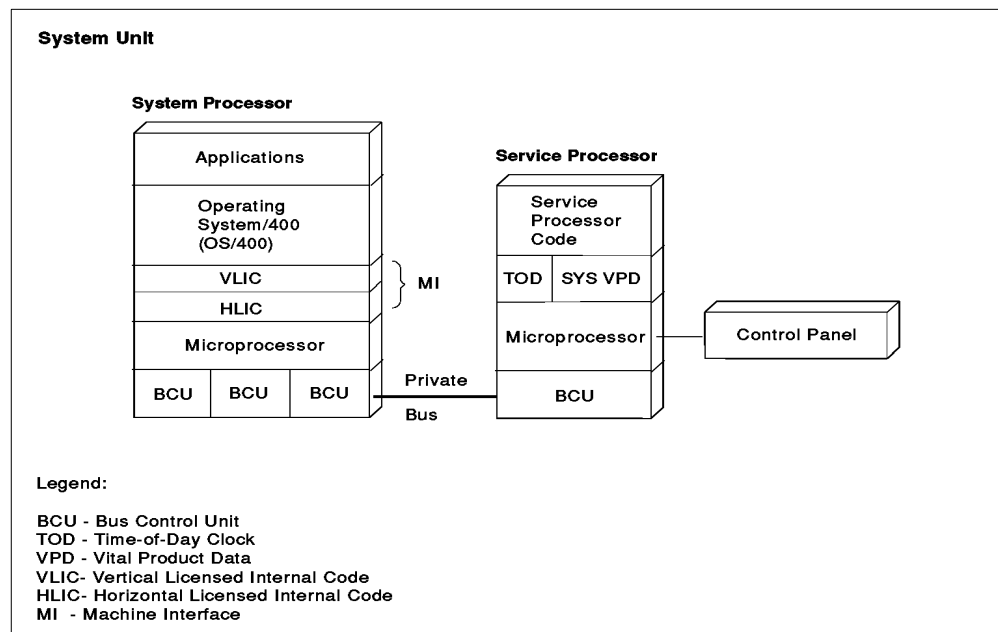 System Unit
System Processor
Applications
Operating
System/400
(OS/400)
VLIC
HLIC
MI
Microprocessor
BCU BCU BCU
Private
Bus
Service Processor
Service
Processor
Code
TOD SYS VPD
Microprocessor
BCU
Control Panel
Legend:
BCU - Bus Control Unit
TOD - Time-of-Day Clock
VPD - Vital Product Data
VLIC- Vertical Licensed Internal Code
HLIC- Horizontal Licensed Internal Code
MI - Machine Interface